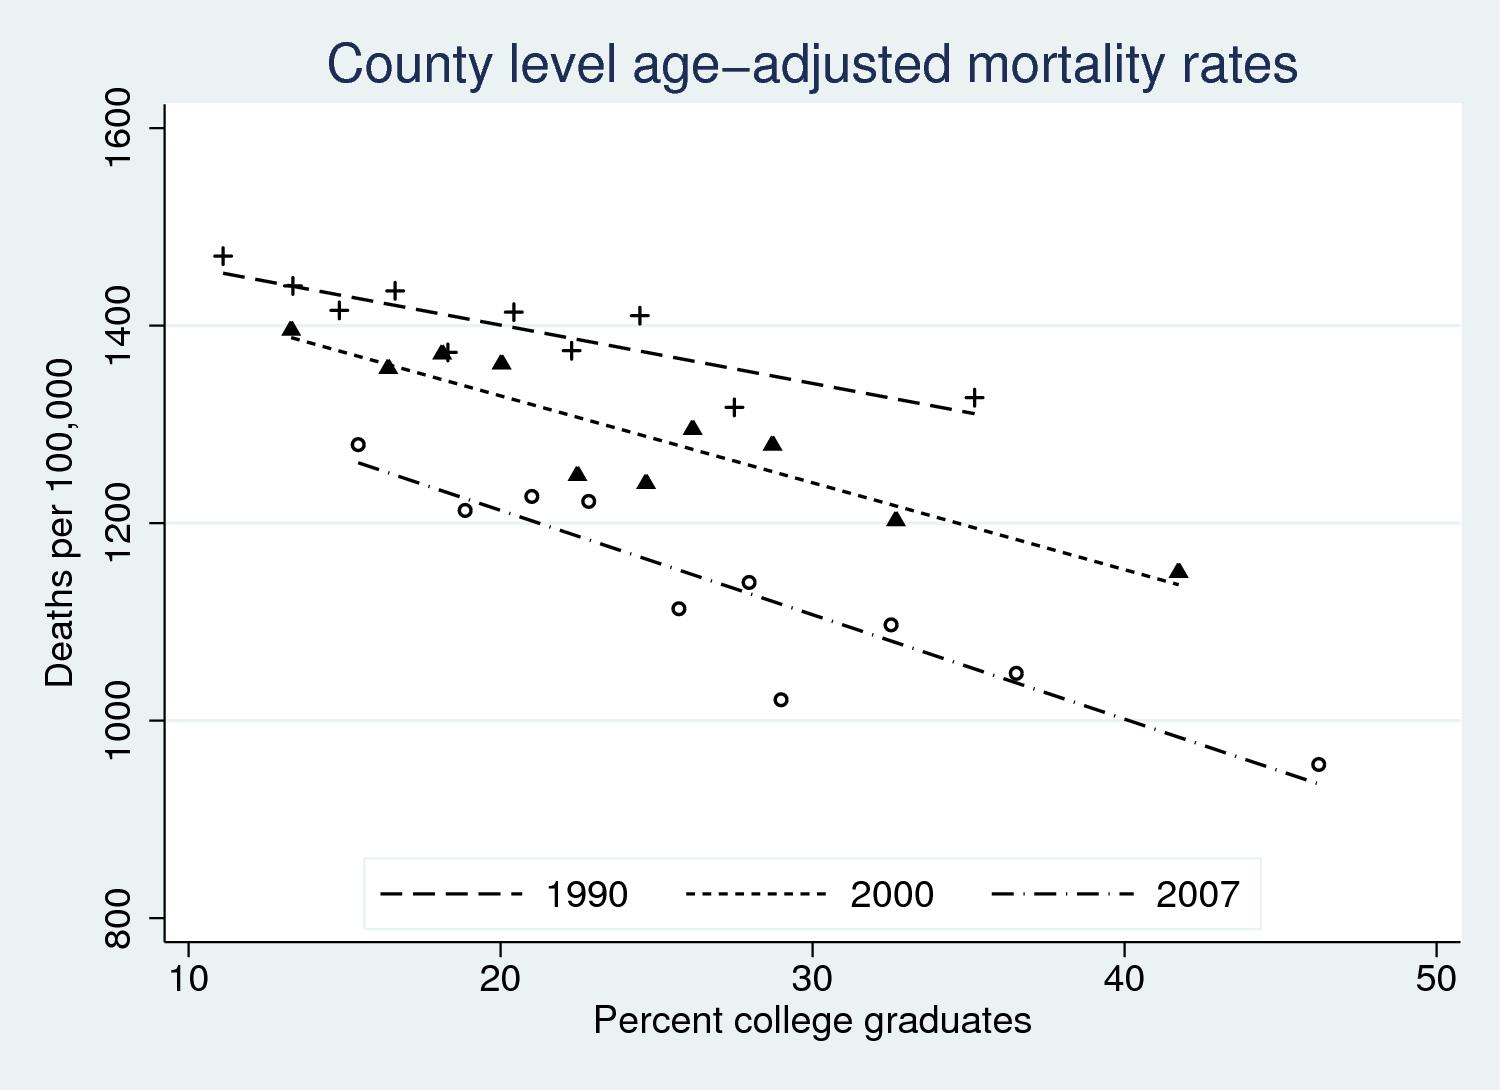 County level age–adjusted mortality rates
1600
1400
1200
1000
800
Deaths per 100,000
10 20 30 40 50
Percent college graduates
1990 2000 2007